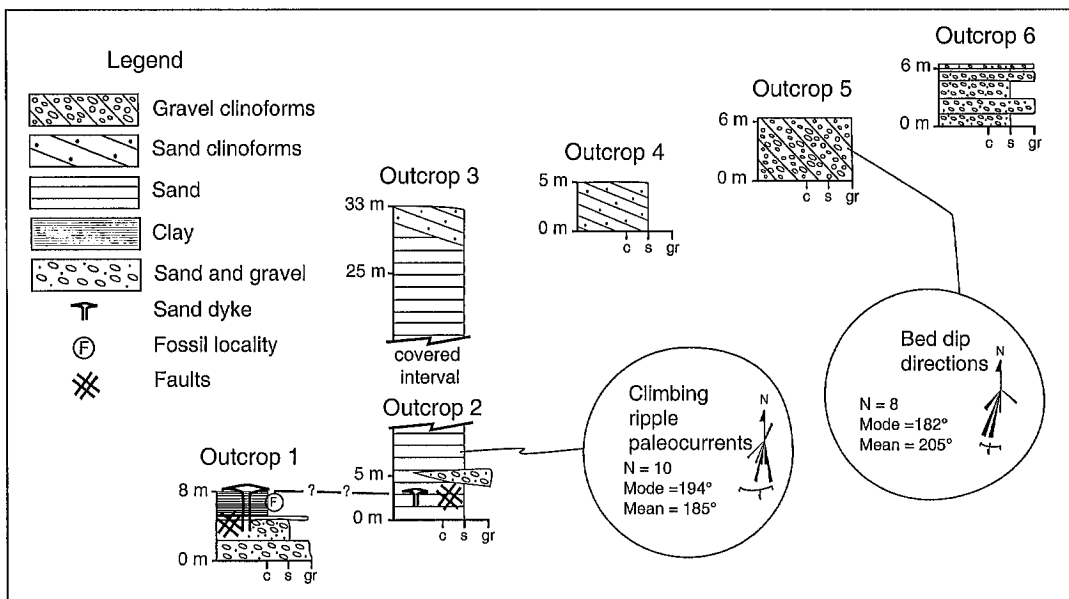 Legend
Gravel clinoforms
Sand clinoforms
Sand
Clay
Sand and gravel
Sand dyke
F
Fossil locality
Faults
Outcrop 1
8 m
0 m
c s gr
F
? ?
Outcrop 2
5 m
0 m
c s gr
covered
interval
Outcrop 3
33 m
25 m
Outcrop 4
5 m
0 m
c s gr
Outcrop 5
6 m
0 m
c s gr
Outcrop 6
6 m
0 m
c s gr
Climbing
ripple
paleocurrents
N = 10
Mode =194°
Mean = 185°
N
Bed dip
directions
N = 8
Mode =182°
Mean = 205°
N